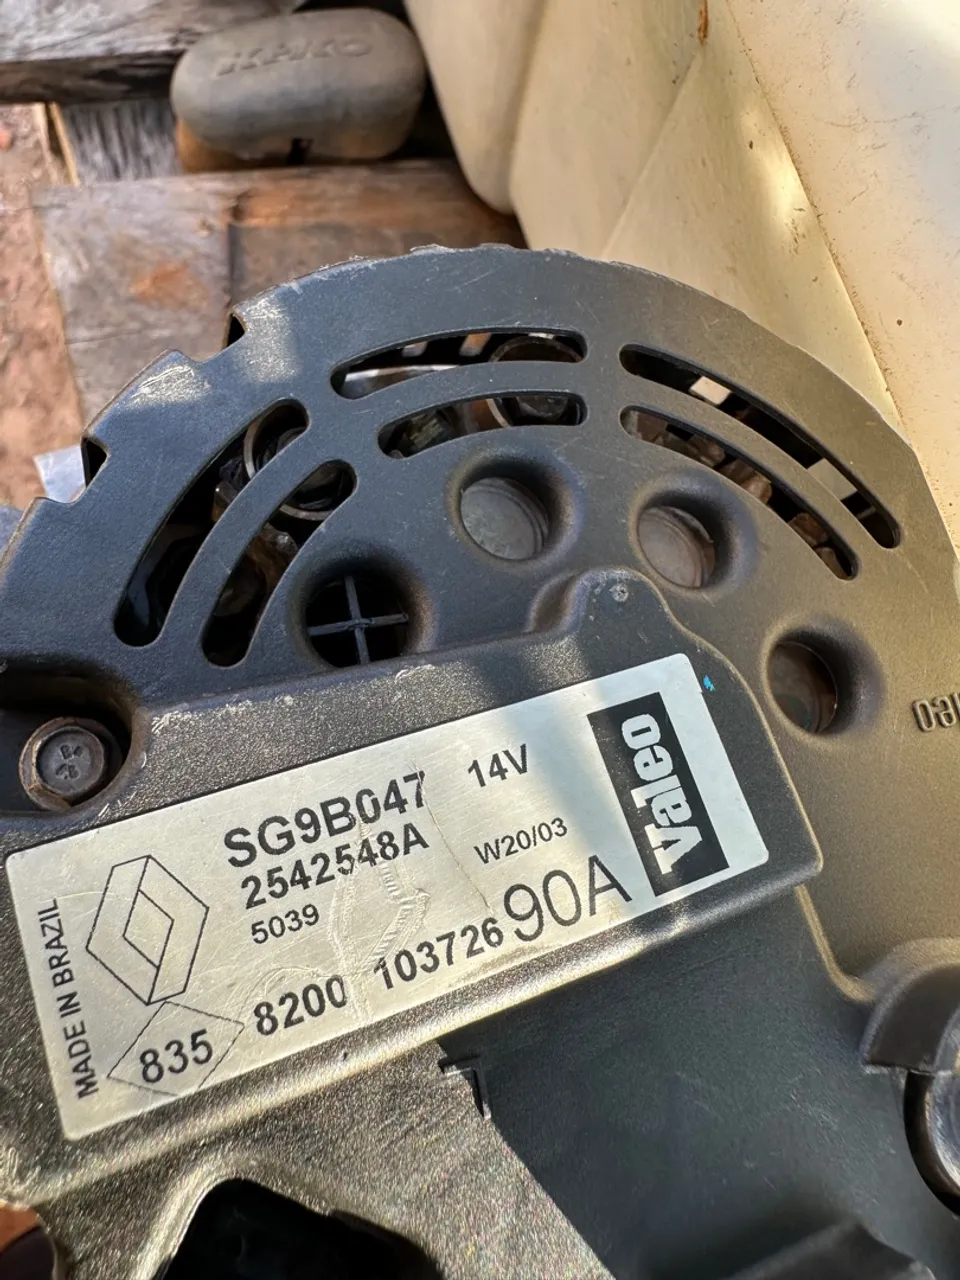 KAKO
SG9B047 14V
2542548A W20/03
5039 90A
8200 103726
835
MADE IN BRAZIL
Valeo